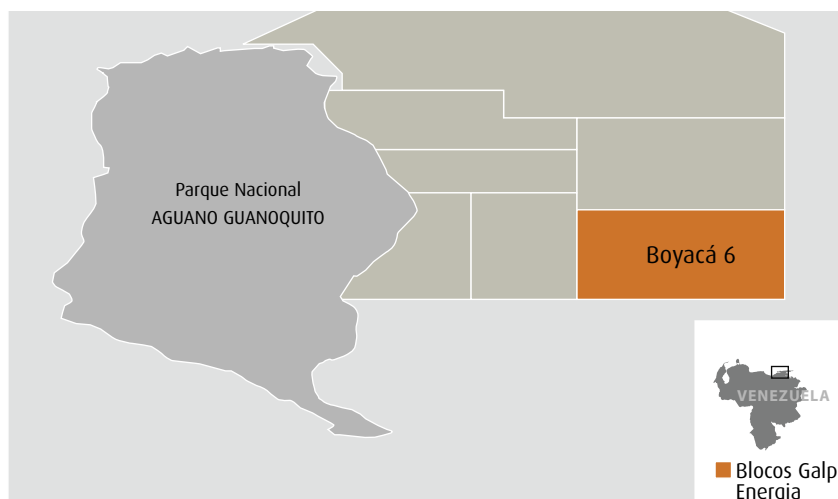 Parque Nacional
AGUANO GUANOQUITO
Boyacá 6
VENEZUELA
Blocos Galp
Energia